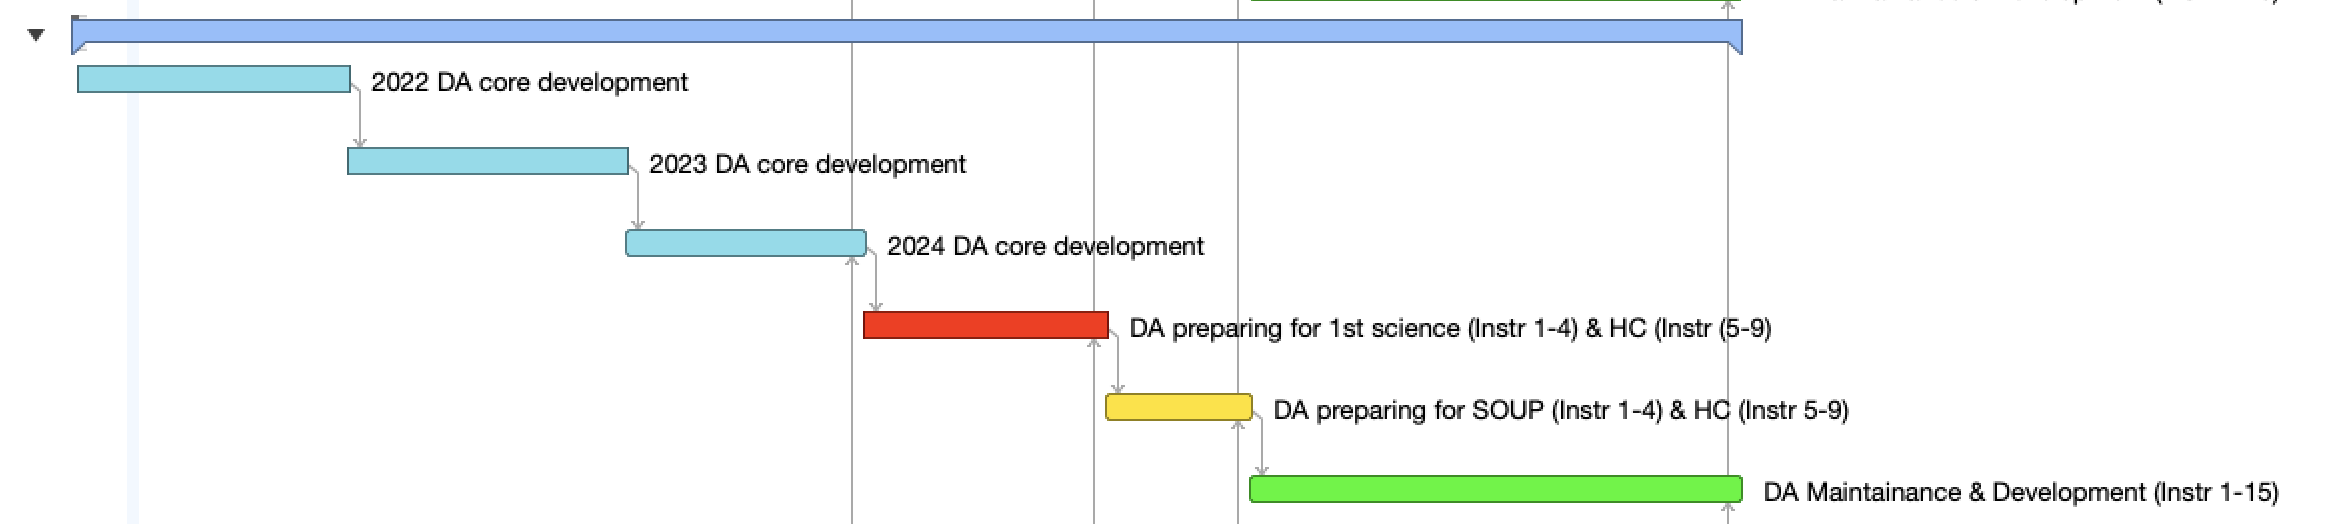 2022 DA core development
2023 DA core development
2024 DA core development
DA preparing for 1st science (Instr 1-4) & HC (Instr (5-9)
DA preparing for SOUP (Instr 1-4) & HC (Instr 5-9)
DA Maintainance & Development (Instr 1-15)